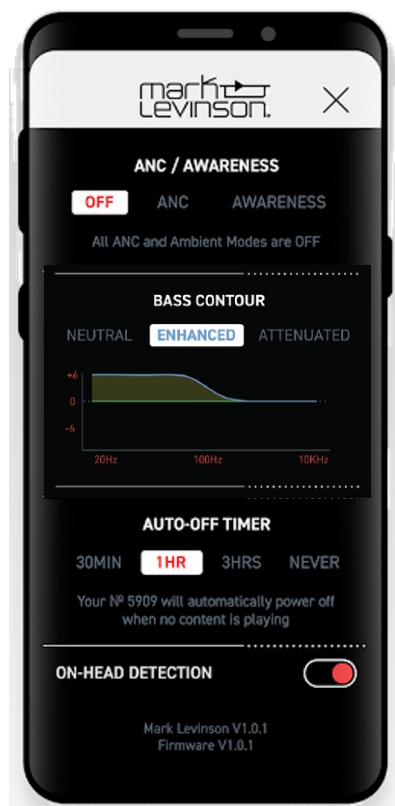 mark
Levinson.
ANC / AWARENESS
OFF ANC AWARENESS
All ANC and Ambient Modes are OFF
BASS CONTOUR
NEUTRAL ENHANCED ATTENUATED
+6
0
-6
20Hz 100Hz 10KHz
AUTO-OFF TIMER
30MIN 1HR 3HRS NEVER
Your Nº 5909 will automatically power off
when no content is playing
ON-HEAD DETECTION
Mark Levinson V1.0.1
Firmware V1.0.1